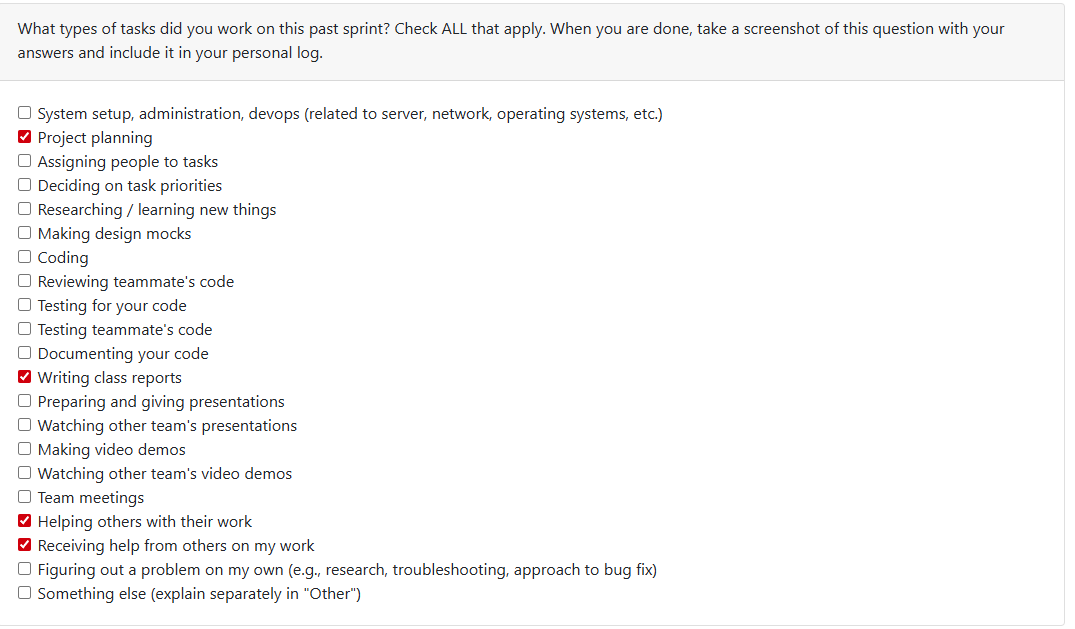 What types of tasks did you work on this past sprint? Check ALL that apply. When you are done, take a screenshot of this question with your
answers and include it in your personal log.
System setup, administration, devops (related to server, network, operating systems, etc.)
Project planning
Assigning people to tasks
Deciding on task priorities
Researching / learning new things
Making design mocks
Coding
Reviewing teammate's code
Testing for your code
Testing teammate's code
Documenting your code
Writing class reports
Preparing and giving presentations
Watching other team's presentations
Making video demos
Watching other team's video demos
Team meetings
Helping others with their work
Receiving help from others on my work
Figuring out a problem on my own (e.g., research, troubleshooting, approach to bug fix)
Something else (explain separately in "Other")